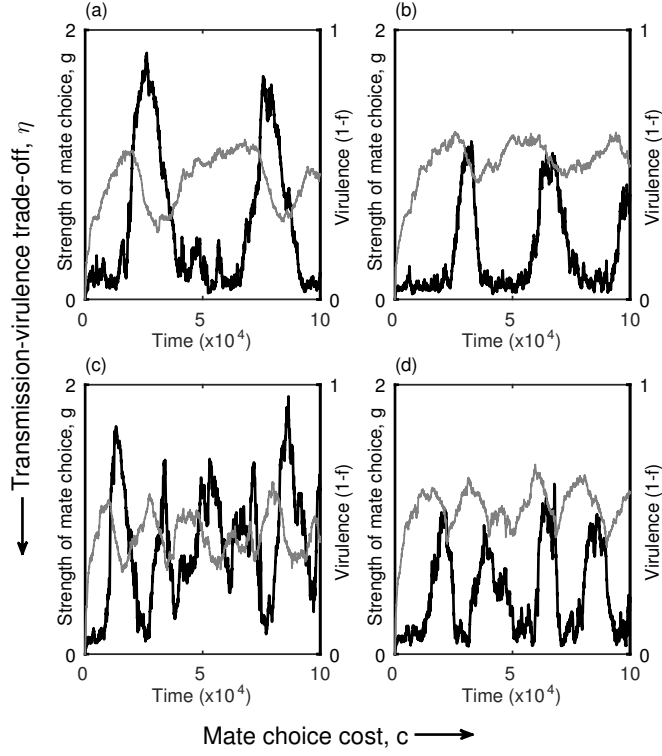 (a)
(b)
2
1
2
1
Strength of mate choice, g
Virulence (1-f)
Strength of mate choice, g
Virulence (1-f)
0
0
0
0
0
5
10
0
5
10
Time (x10⁴)
Time (x10⁴)
Transmission-virulence trade-off, η
(c)
(d)
2
1
2
1
Strength of mate choice, g
Virulence (1-f)
Strength of mate choice, g
Virulence (1-f)
0
0
0
0
0
5
10
0
5
10
Time (x10⁴)
Time (x10⁴)
Mate choice cost, c